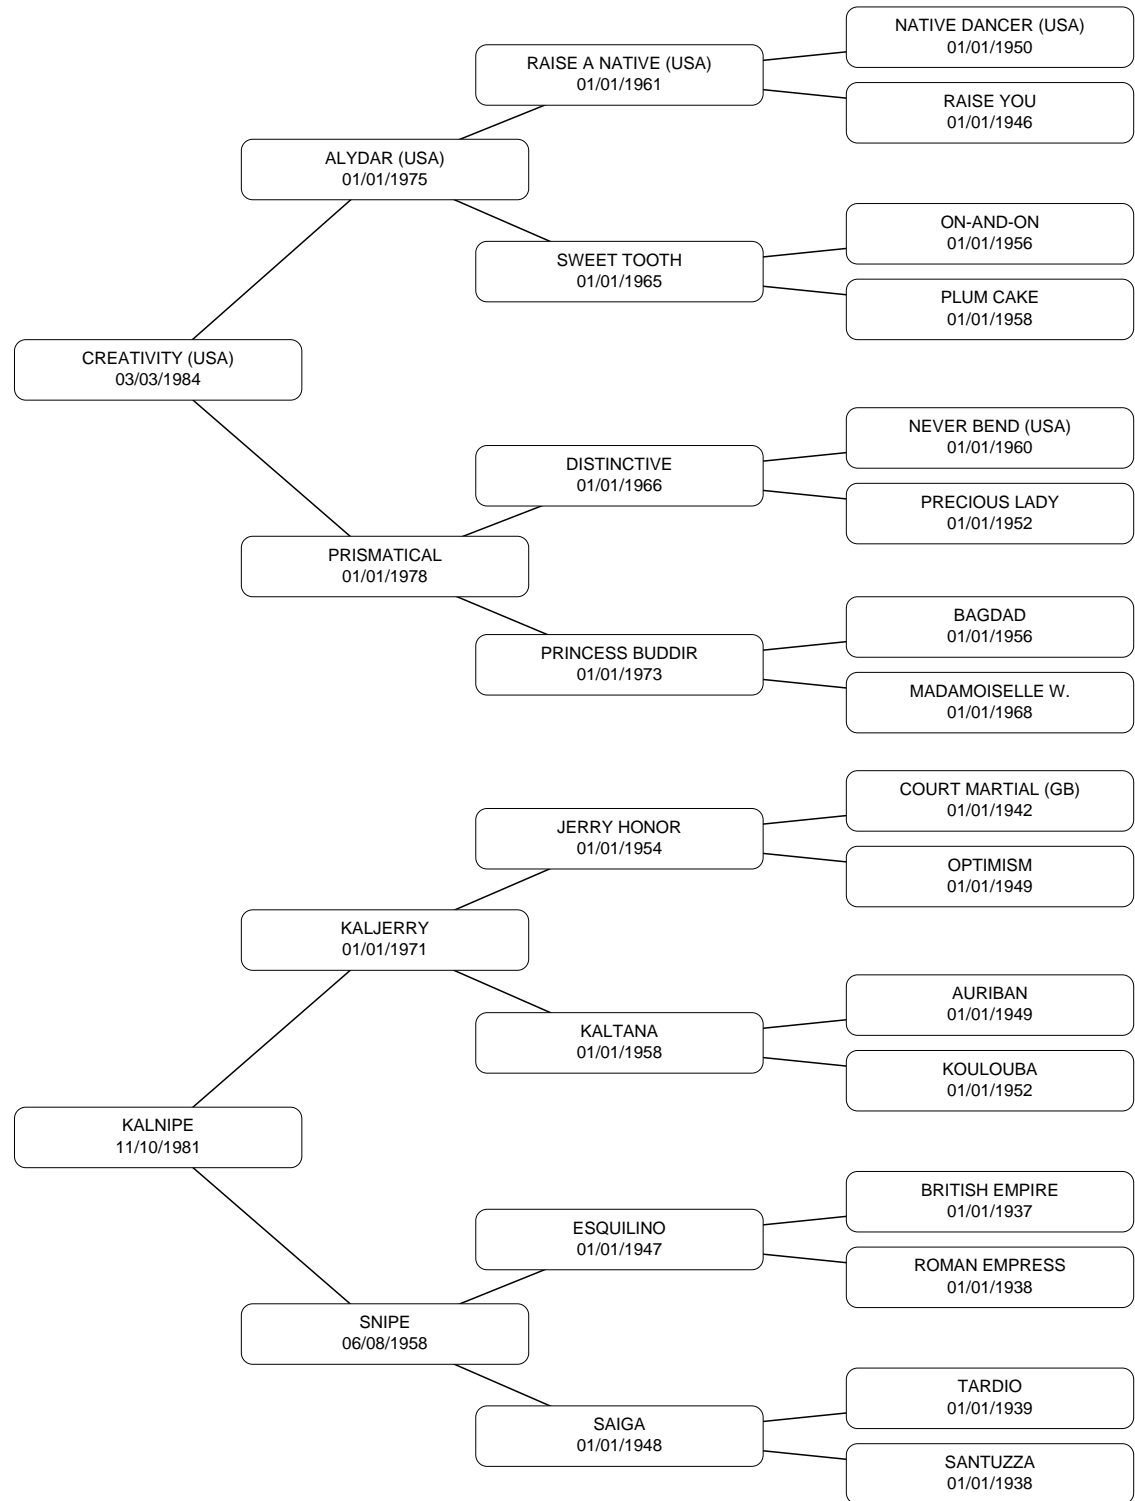 NATIVE DANCER (USA)
01/01/1950
RAISE A NATIVE (USA)
01/01/1961
RAISE YOU
01/01/1946
ALYDAR (USA)
01/01/1975
ON-AND-ON
01/01/1956
SWEET TOOTH
01/01/1965
PLUM CAKE
01/01/1958
CREATIVITY (USA)
03/03/1984
NEVER BEND (USA)
01/01/1960
DISTINCTIVE
01/01/1966
PRECIOUS LADY
01/01/1952
PRISMATICAL
01/01/1978
BAGDAD
01/01/1956
PRINCESS BUDDIR
01/01/1973
MADAMOISELLE W.
01/01/1968
COURT MARTIAL (GB)
01/01/1942
JERRY HONOR
01/01/1954
OPTIMISM
01/01/1949
KALJERRY
01/01/1971
AURIBAN
01/01/1949
KALTANA
01/01/1958
KOULOUBA
01/01/1952
KALNIPE
11/10/1981
BRITISH EMPIRE
01/01/1937
ESQUILINO
01/01/1947
ROMAN EMPRESS
01/01/1938
SNIPE
06/08/1958
TARDIO
01/01/1939
SAIGA
01/01/1948
SANTUZZA
01/01/1938